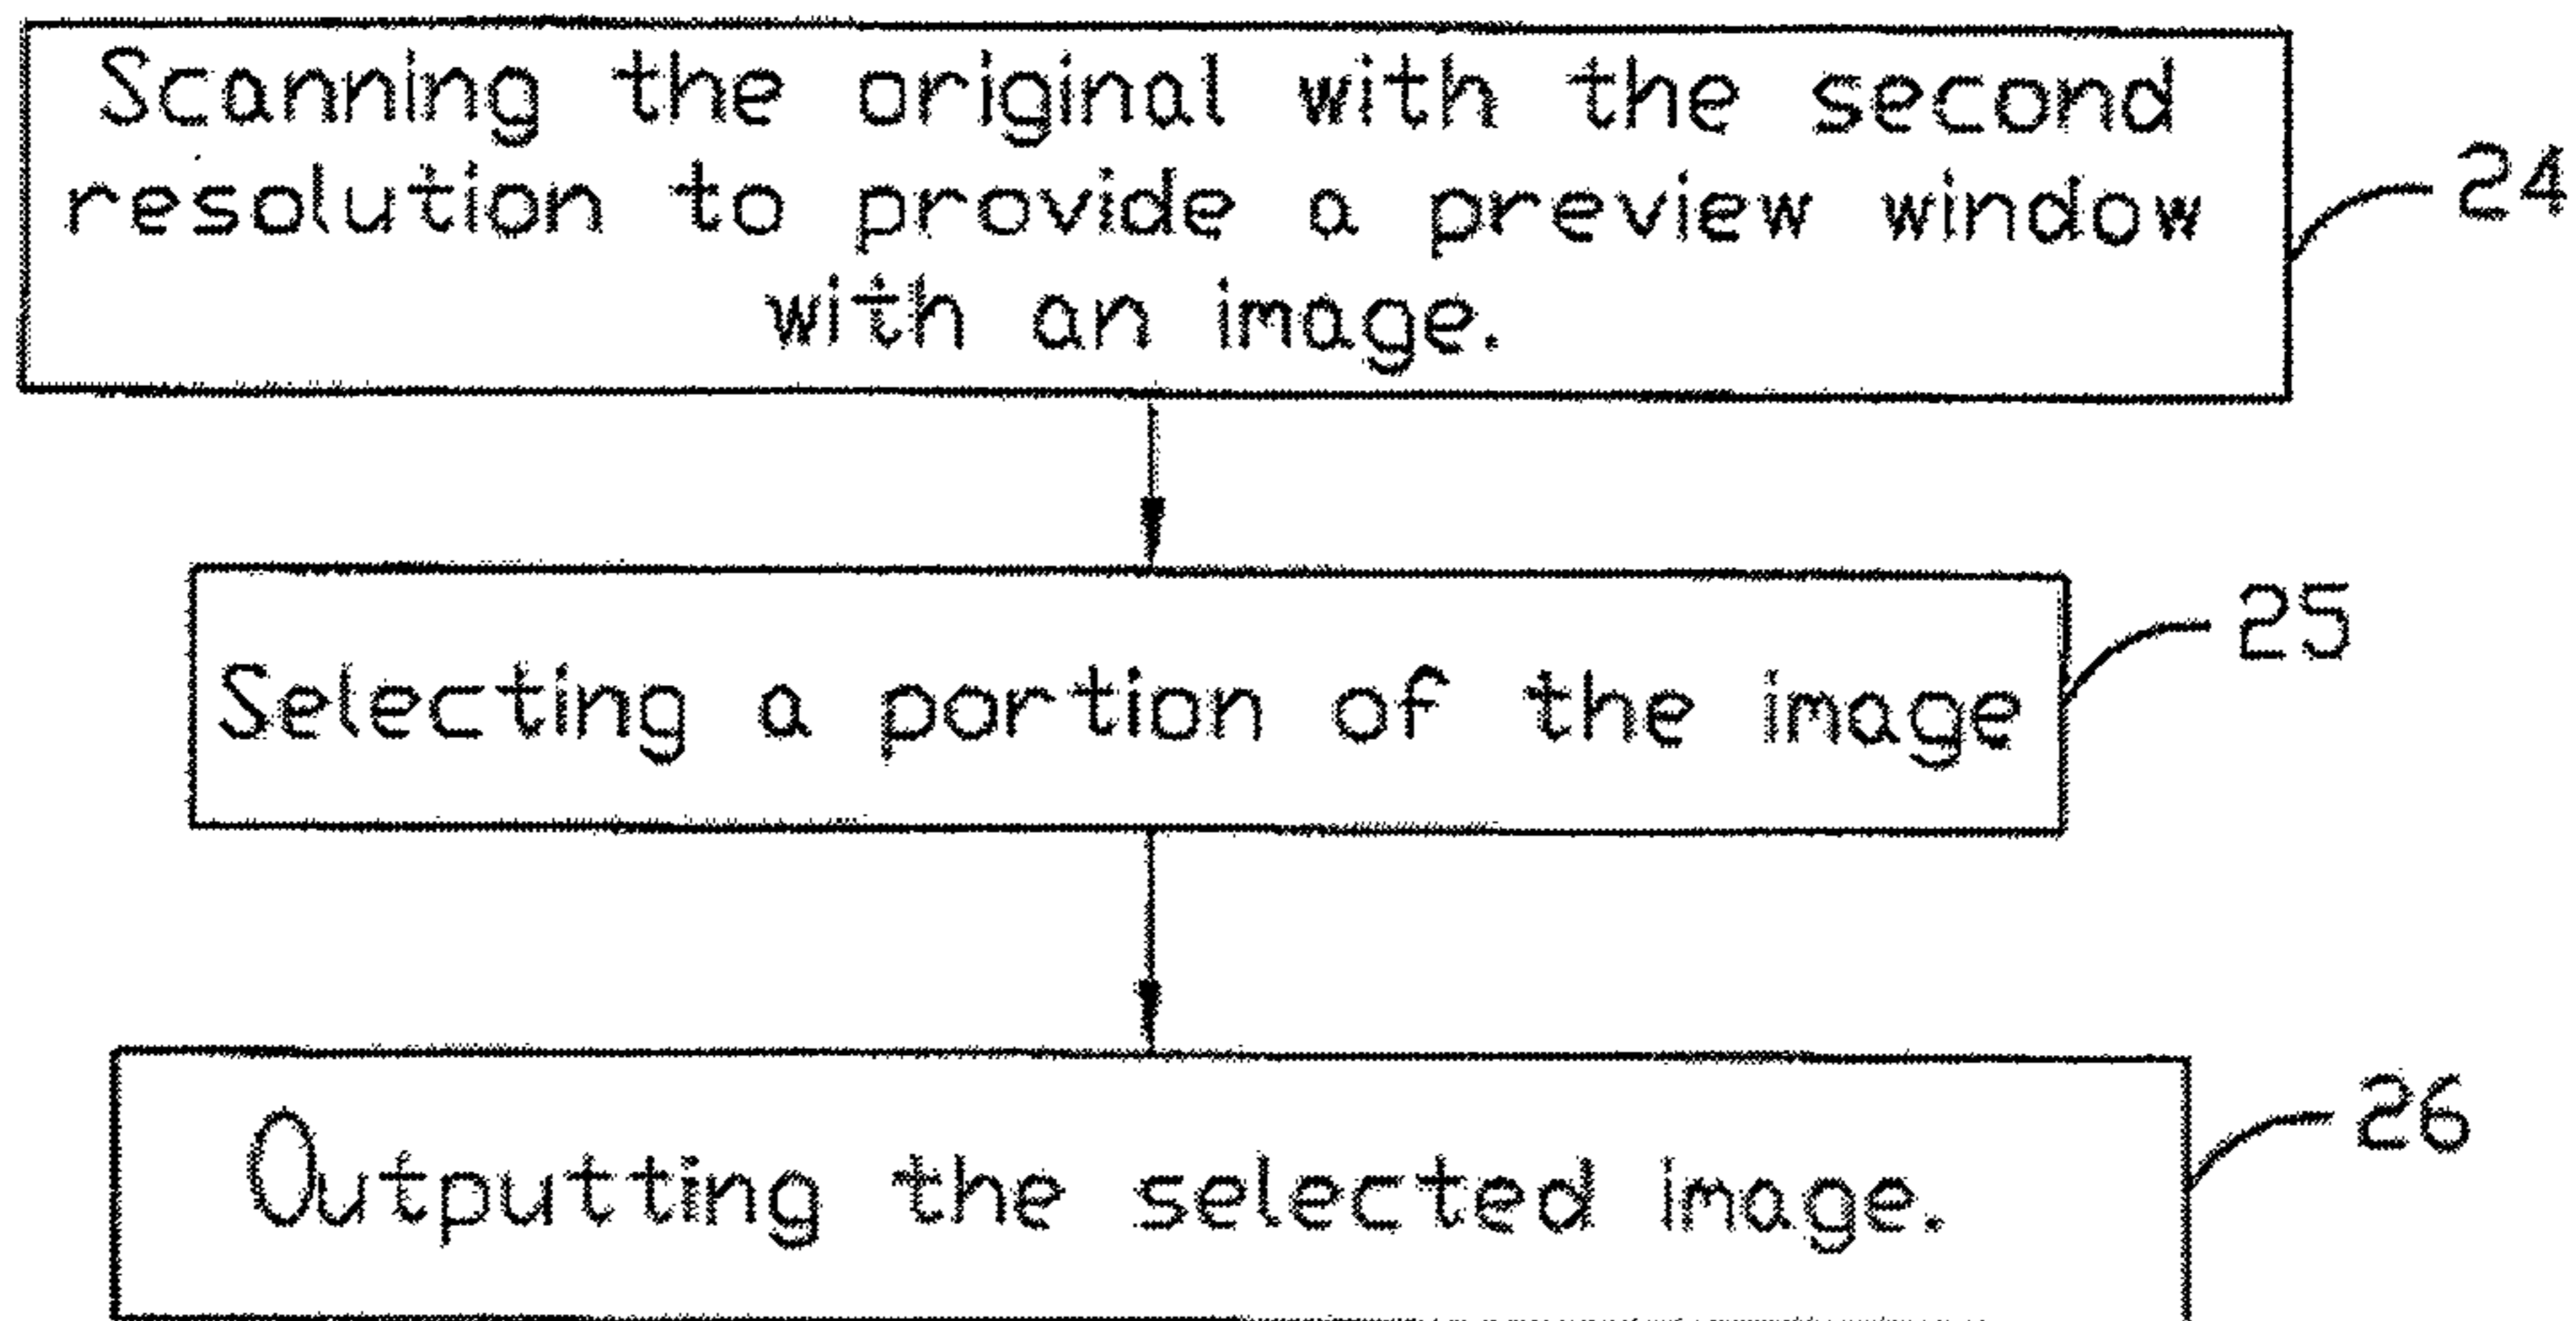 Scanning the original with the second
resolution to provide a preview window
with an image.
24
Selecting a portion of the image
25
Outputting the selected image.
26